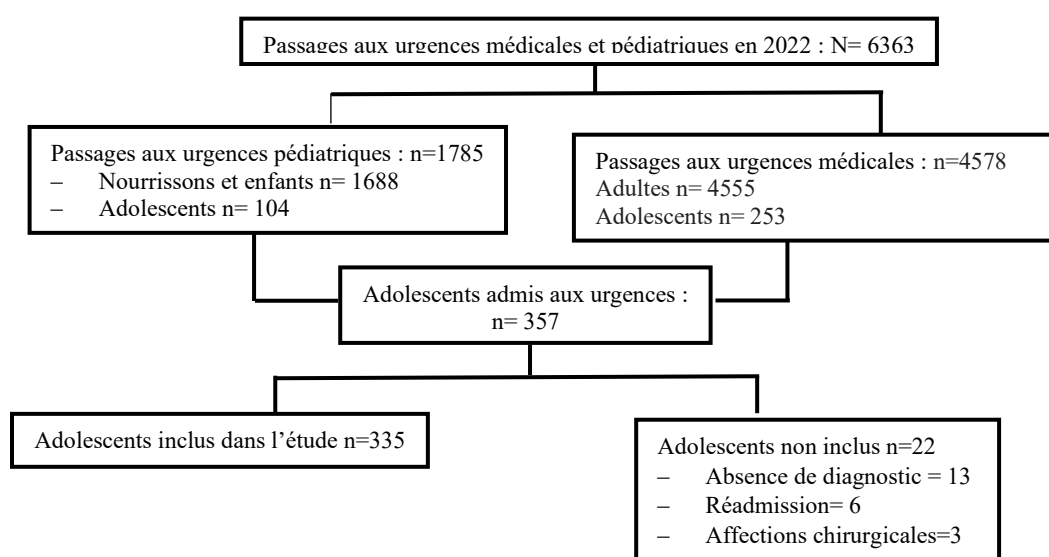 Passages aux urgences médicales et pédiatriques en 2022 : N= 6363
Passages aux urgences pédiatriques : n=1785
– Nourrissons et enfants n= 1688
– Adolescents n= 104
Passages aux urgences médicales : n=4578
Adultes n= 4555
Adolescents n= 253
Adolescents admis aux urgences :
n= 357
Adolescents inclus dans l’étude n=335
Adolescents non inclus n=22
– Absence de diagnostic = 13
– Réadmission= 6
– Affections chirurgicales=3